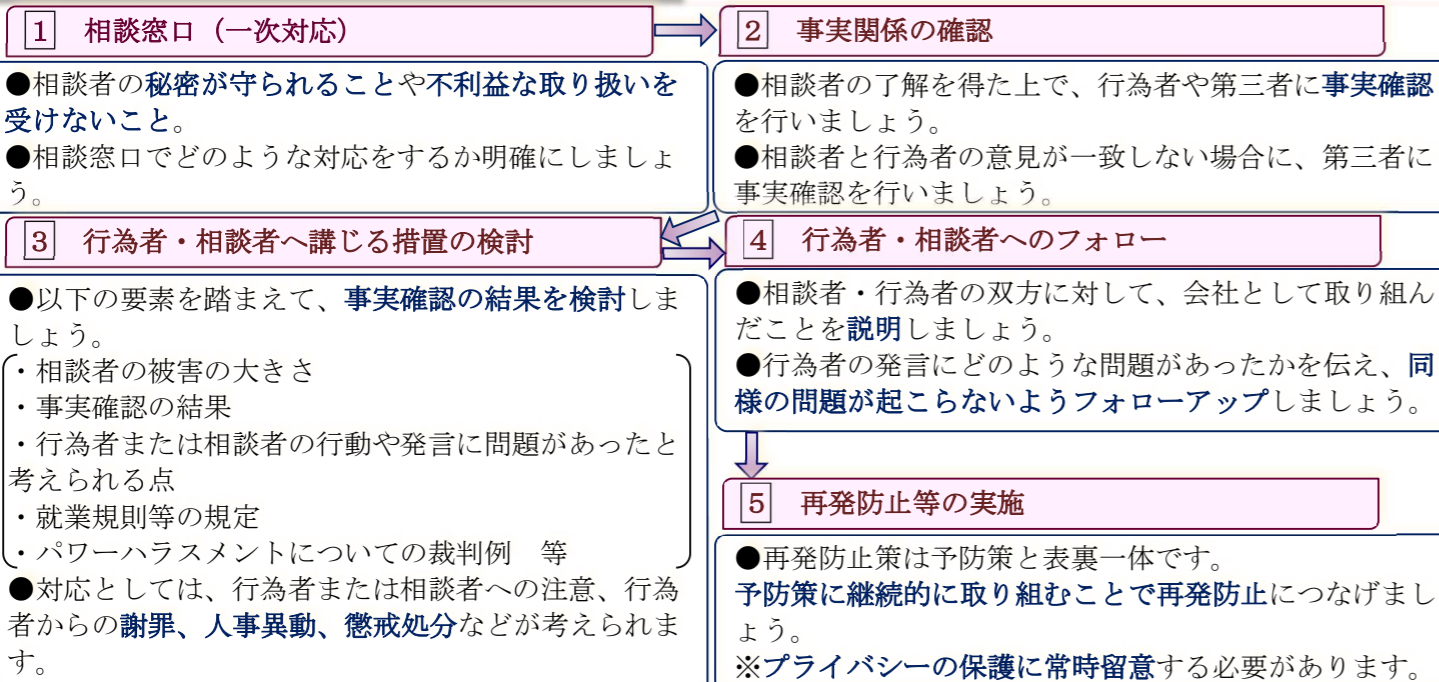 1 相談窓口（一次対応）
●相談者の秘密が守られることや不利益な取り扱いを
受けないこと。
●相談窓口でどのような対応をするか明確にしましょ
う。
2 事実関係の確認
●相談者の了解を得た上で、行為者や第三者に事実確認
を行いましょう。
●相談者と行為者の意見が一致しない場合に、第三者に
事実確認を行いましょう。
3 行為者・相談者へ講じる措置の検討
●以下の要素を踏まえて、事実確認の結果を検討しま
しょう。
・相談者の被害の大きさ
・事実確認の結果
・行為者または相談者の行動や発言に問題があったと
考えられる点
・就業規則等の規定
・パワーハラスメントについての裁判例　等
●対応としては、行為者または相談者への注意、行為
者からの謝罪、人事異動、懲戒処分などが考えられま
す。
4 行為者・相談者へのフォロー
●相談者・行為者の双方に対して、会社として取り組ん
だことを説明しましょう。
●行為者の発言にどのような問題があったかを伝え、同
様の問題が起こらないようフォローアップしましょう。
5 再発防止等の実施
●再発防止策は予防策と表裏一体です。
予防策に継続的に取り組むことで再発防止につなげまし
ょう。
※プライバシーの保護に常時留意する必要があります。